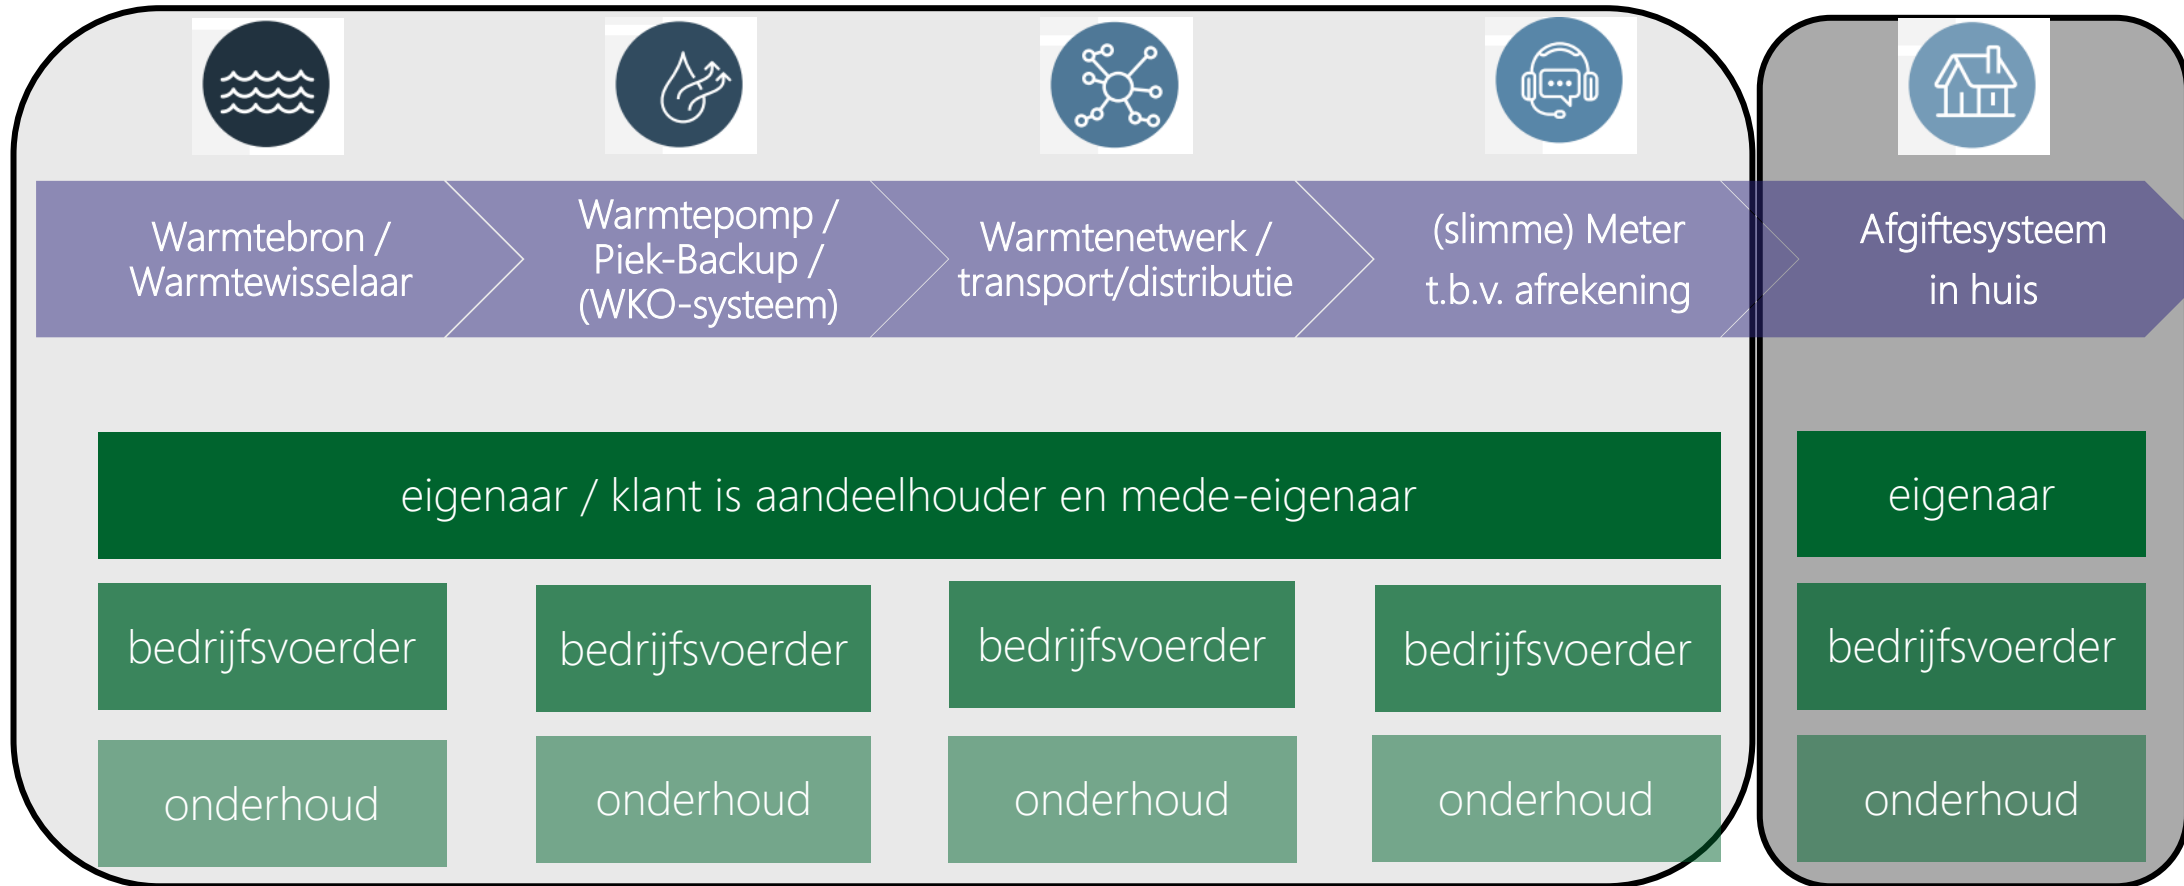 Warmtebron /
Warmtewisselaar
Warmtepomp /
Piek-Backup /
(WKO-systeem)
Warmtenetwerk /
transport/distributie
(slimme) Meter
t.b.v. afrekening
Afgiftesysteem
in huis
eigenaar / klant is aandeelhouder en mede-eigenaar
eigenaar
bedrijfsvoerder
bedrijfsvoerder
bedrijfsvoerder
bedrijfsvoerder
bedrijfsvoerder
onderhoud
onderhoud
onderhoud
onderhoud
onderhoud